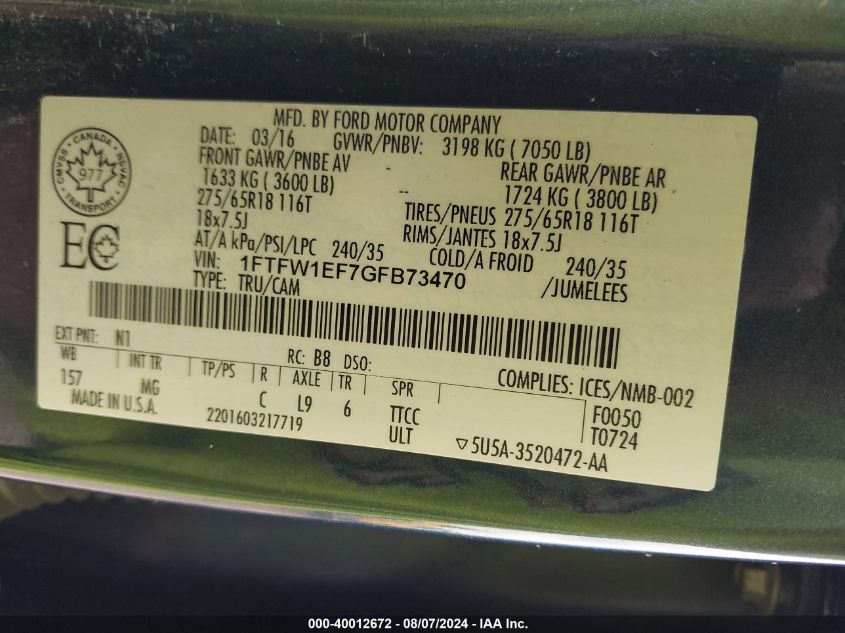 MFD. BY FORD MOTOR COMPANY
DATE: 03/16 GVWR/PNBV: 3198 KG ( 7050 LB)
FRONT GAWR/PNBE AV REAR GAWR/PNBE AR
1633 KG ( 3600 LB) -- 1724 KG ( 3800 LB)
275/65R18 116T TIRES/PNEUS 275/65R18 116T
18x7.5J RIMS/JANTES 18x7.5J
AT/A kPa/PSI/LPC 240/35 COLD/A FROID 240/35
VIN: 1FTFW1EF7GFB73470 /JUMELEES
TYPE: TRU/CAM
CANADA
CMVSS 977 NSVAC
TRANSPORT
EC
EXT PNT: N1 RC: B8 DSO:
WB INT TR TP/PS R AXLE TR SPR COMPLIES: ICES/NMB-002
157 MG C L9 6 TTCC F0050
MADE IN U.S.A. 2201603217719 ULT T0724
▽5U5A-3520472-AA
000-40012672 - 08/07/2024 - IAA Inc.